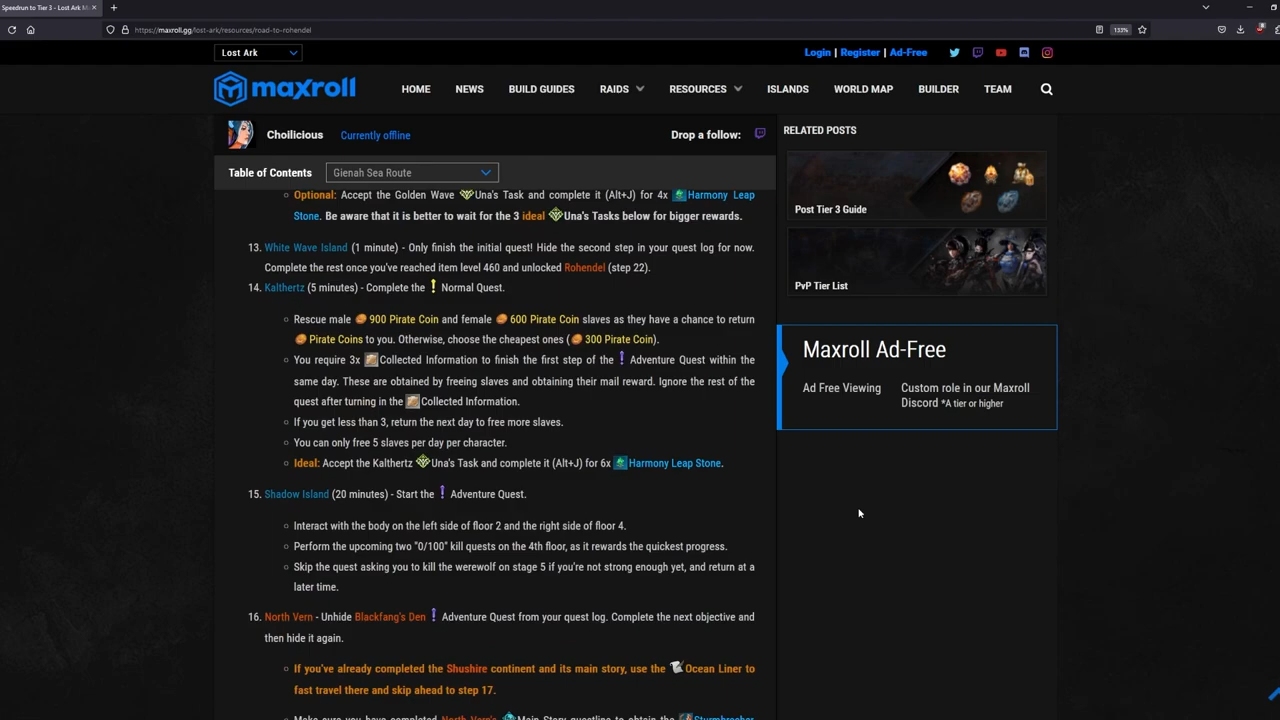 Speedrun to Tier 3 - Lost Ark M
https://maxroll.gg/lost-ark/resources/road-to-rohendel
133%
Lost Ark
Login | Register | Ad-Free
maxroll
HOME NEWS BUILD GUIDES RAIDS RESOURCES ISLANDS WORLD MAP BUILDER TEAM
Choilicious Currently offline Drop a follow:
Table of Contents Gienah Sea Route
Optional: Accept the Golden Wave Una's Task and complete it (Alt+J) for 4x Harmony Leap
Stone. Be aware that it is better to wait for the 3 ideal Una's Tasks below for bigger rewards.
13. White Wave Island (1 minute) - Only finish the initial quest! Hide the second step in your quest log for now.
Complete the rest once you've reached item level 460 and unlocked Rohendel (step 22).
14. Kalthertz (5 minutes) - Complete the Normal Quest.
Rescue male 900 Pirate Coin and female 600 Pirate Coin slaves as they have a chance to return
Pirate Coins to you. Otherwise, choose the cheapest ones (300 Pirate Coin).
You require 3x Collected Information to finish the first step of the Adventure Quest within the
same day. These are obtained by freeing slaves and obtaining their mail reward. Ignore the rest of the
quest after turning in the Collected Information.
If you get less than 3, return the next day to free more slaves.
You can only free 5 slaves per day per character.
Ideal: Accept the Kalthertz Una's Task and complete it (Alt+J) for 6x Harmony Leap Stone.
15. Shadow Island (20 minutes) - Start the Adventure Quest.
Interact with the body on the left side of floor 2 and the right side of floor 4.
Perform the upcoming two "0/100" kill quests on the 4th floor, as it rewards the quickest progress.
Skip the quest asking you to kill the werewolf on stage 5 if you're not strong enough yet, and return at a
later time.
16. North Vern - Unhide Blackfang's Den Adventure Quest from your quest log. Complete the next objective and
then hide it again.
If you've already completed the Shushire continent and its main story, use the Ocean Liner to
fast travel there and skip ahead to step 17.
Make sure you have completed North Vern's Main Story questline to obtain the Sturmbrecher
RELATED POSTS
Post Tier 3 Guide
PvP Tier List
Maxroll Ad-Free
Ad Free Viewing
Custom role in our Maxroll
Discord *A tier or higher